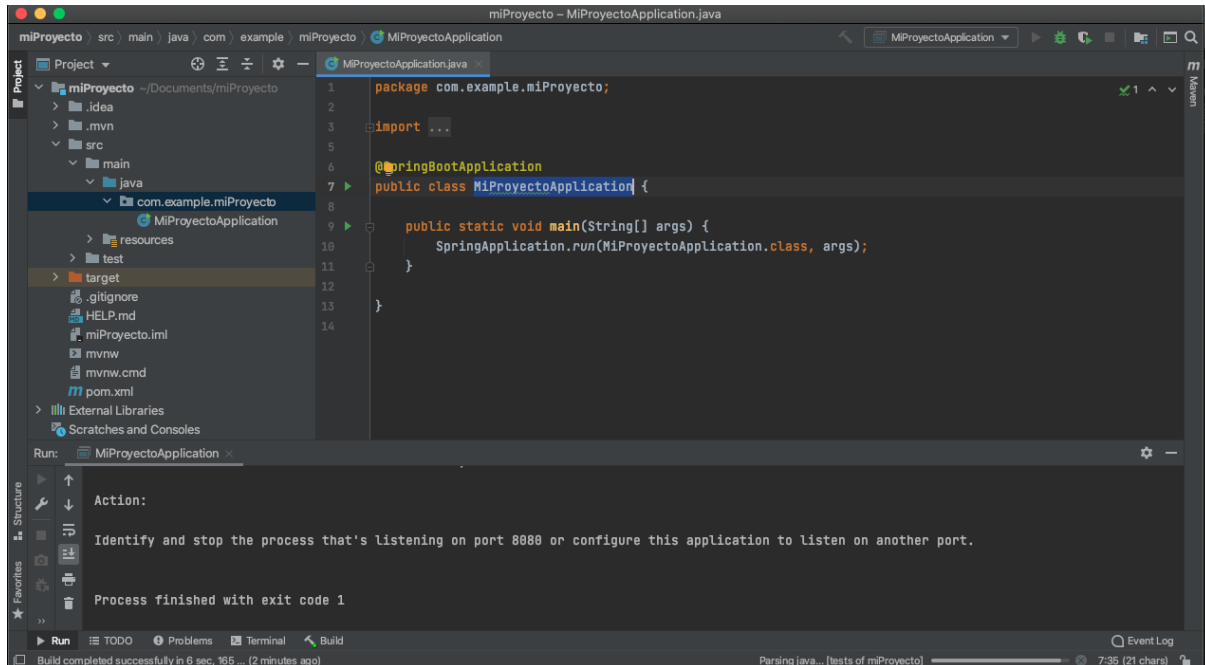 miProyecto – MiProyectoApplication.java
miProyecto 〉 src 〉 main 〉 java 〉 com 〉 example 〉 miProyecto 〉 MiProyectoApplication
MiProyectoApplication
Project
Project
MiProyectoApplication.java
m
Maven
miProyecto ~/Documents/miProyecto
.idea
.mvn
src
main
java
com.example.miProyecto
MiProyectoApplication
resources
test
target
.gitignore
HELP.md
miProyecto.iml
mvnw
mvnw.cmd
m pom.xml
External Libraries
Scratches and Consoles
1 package com.example.miProyecto;
1
2
3 import ...
5
6 @SpringBootApplication
7 public class MiProyectoApplication {
8
9 public static void main(String[] args) {
10 SpringApplication.run(MiProyectoApplication.class, args);
11 }
12
13 }
14
Run: MiProyectoApplication
Structure
Favorites
Action:
Identify and stop the process that's listening on port 8080 or configure this application to listen on another port.
Process finished with exit code 1
Run TODO Problems Terminal Build
Event Log
Build completed successfully in 6 sec, 165 ... (2 minutes ago)
Parsing java... [tests of miProyecto]
7:35 (21 chars)